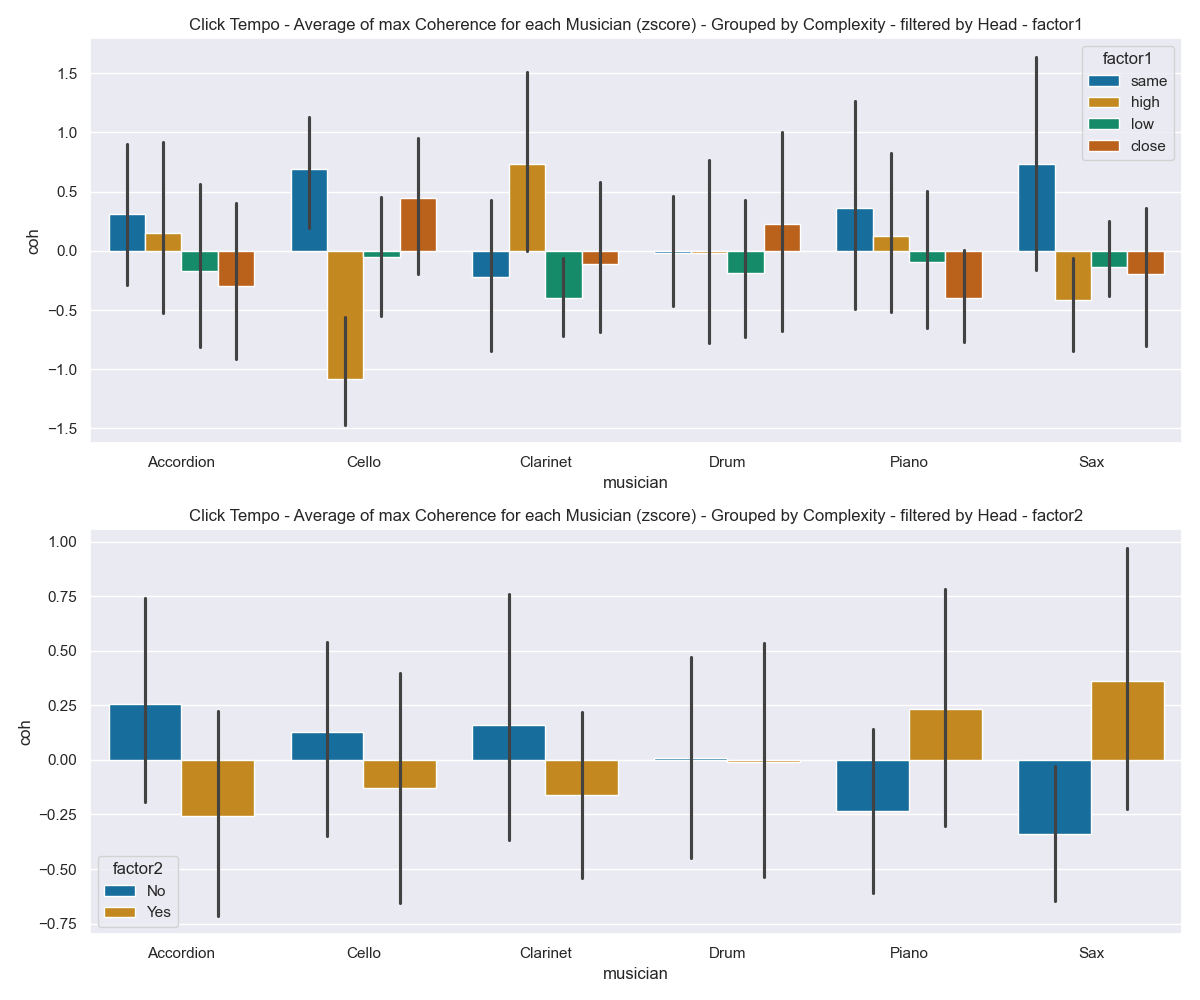 Click Tempo - Average of max Coherence for each Musician (zscore) - Grouped by Complexity - filtered by Head - factor1
factor1
same
high
low
close
1.5
1.0
0.5
0.0
−0.5
−1.0
−1.5
coh
Accordion Cello Clarinet Drum Piano Sax
musician
Click Tempo - Average of max Coherence for each Musician (zscore) - Grouped by Complexity - filtered by Head - factor2
1.00
0.75
0.50
0.25
0.00
−0.25
−0.50
−0.75
coh
factor2
No
Yes
Accordion Cello Clarinet Drum Piano Sax
musician